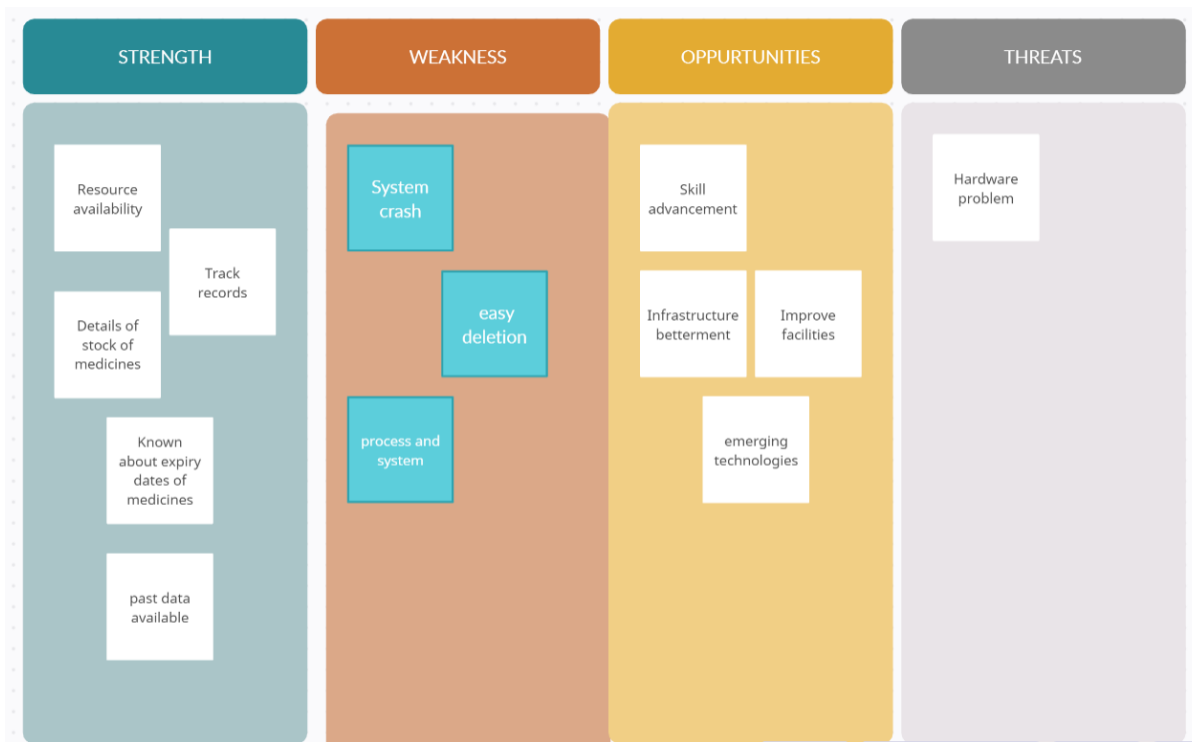 STRENGTH
WEAKNESS
OPPURTUNITIES
THREATS
Resource
availability
Track
records
Details of
stock of
medicines
Known
about expiry
dates of
medicines
past data
available
System
crash
easy
deletion
process and
system
Skill
advancement
Infrastructure
betterment
Improve
facilities
emerging
technologies
Hardware
problem